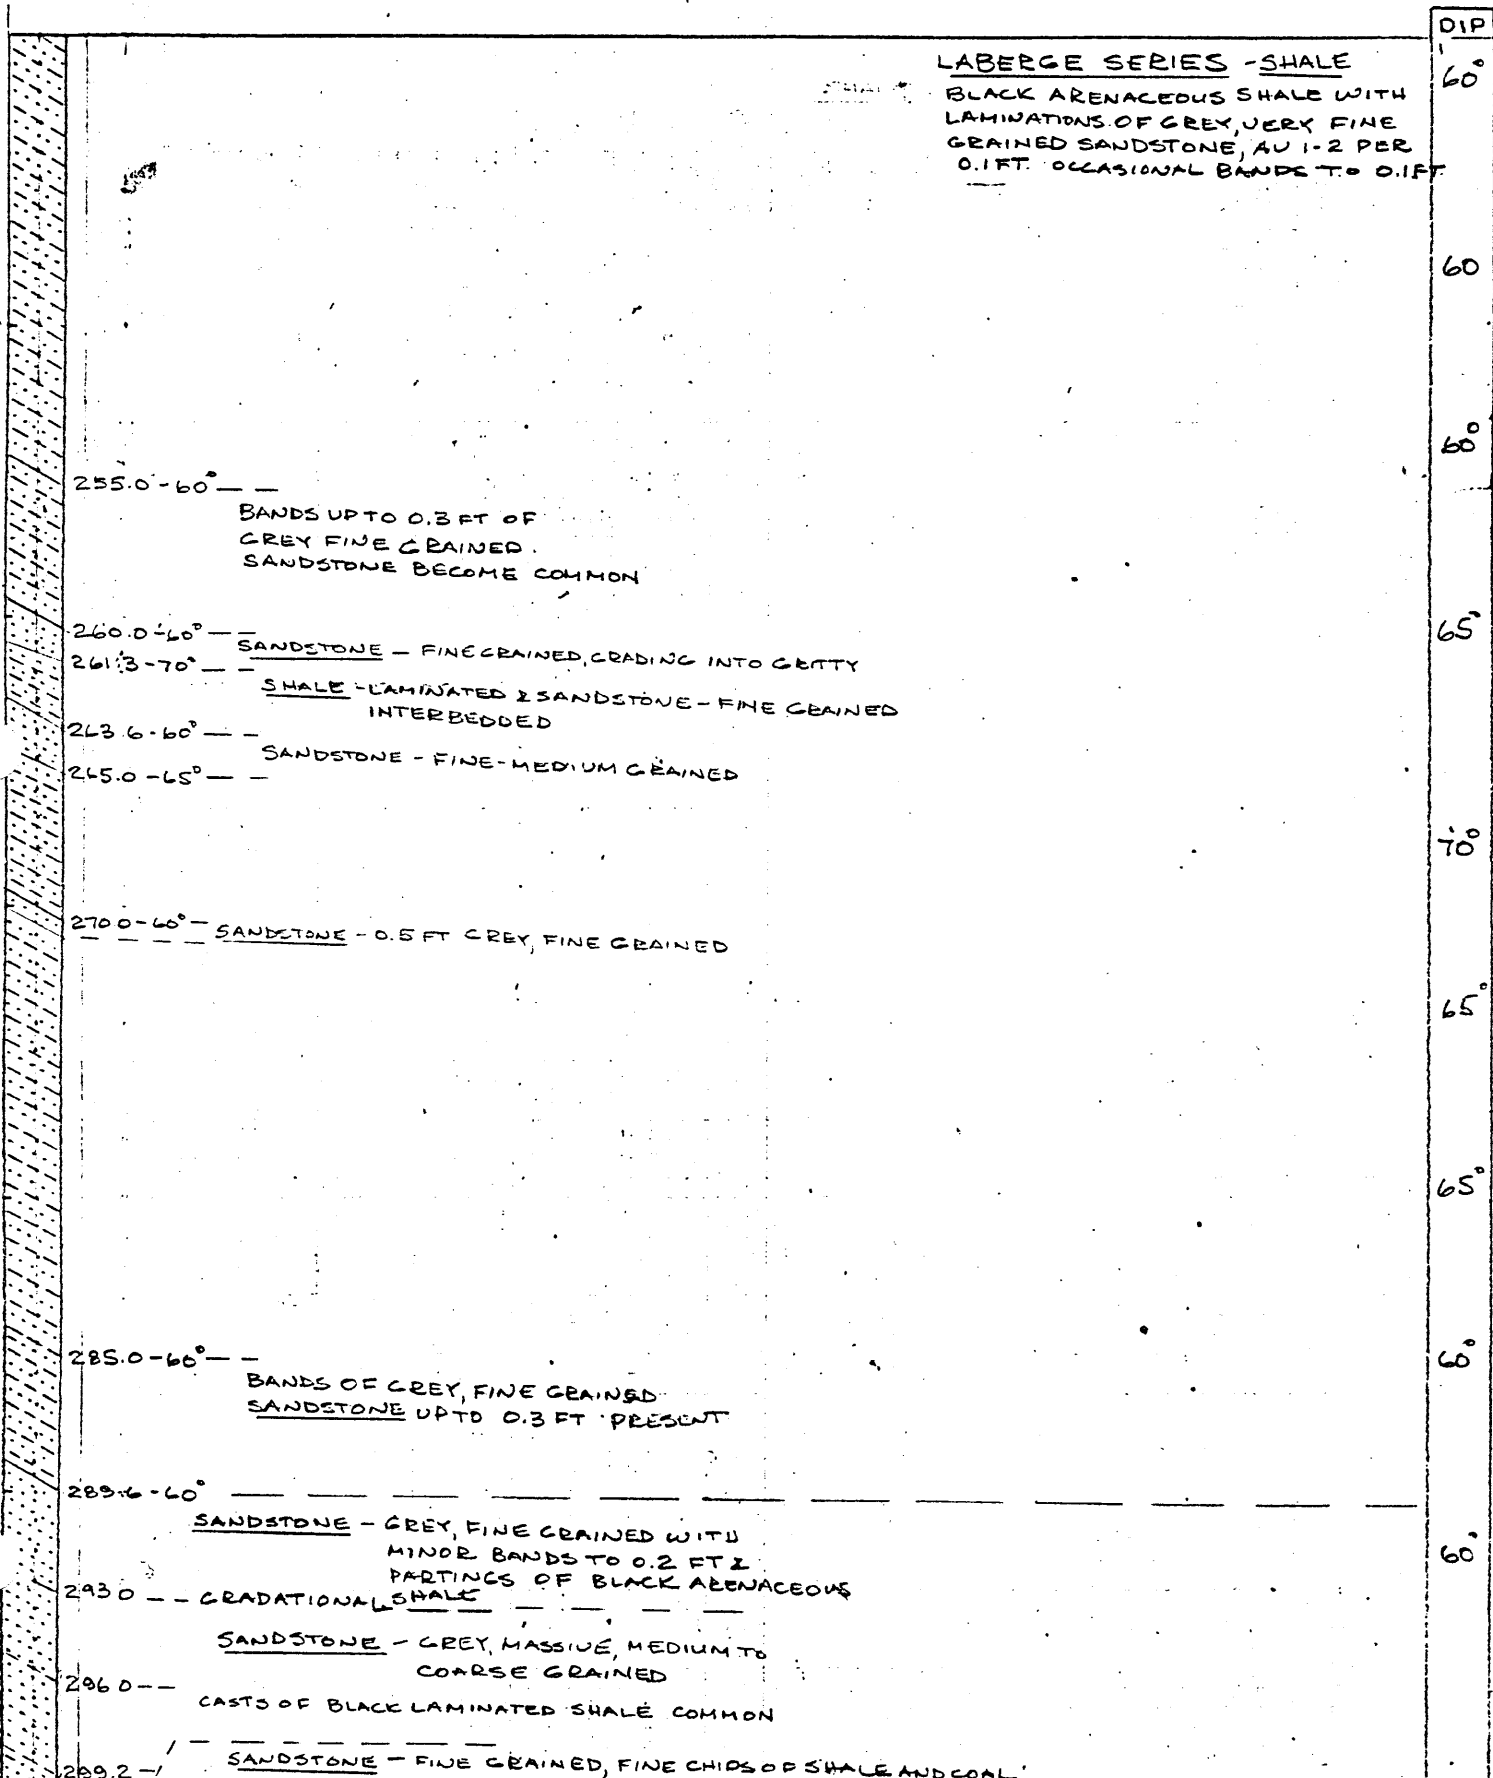 DIP
LABERGE SERIES - SHALE
60°
BLACK ARENACEOUS SHALE WITH
LAMINATIONS OF GREY, VERY FINE
GRAINED SANDSTONE, AV 1-2 PER
0.1 FT. OCCASIONAL BANDS TO 0.1 FT
60
60°
255.0 - 60°
BANDS UP TO 0.3 FT OF
GREY FINE GRAINED.
SANDSTONE BECOME COMMON
260.0 - 60°
65°
SANDSTONE - FINE GRAINED, GRADING INTO GRITTY
261.3 - 70°
SHALE - LAMINATED & SANDSTONE - FINE GRAINED
INTERBEDDED
263.6 - 60°
SANDSTONE - FINE - MEDIUM GRAINED
265.0 - 65°
70°
270.0 - 60° - SANDSTONE - 0.5 FT GREY, FINE GRAINED
65°
65°
285.0 - 60°
60°
BANDS OF GREY, FINE GRAINED
SANDSTONE UP TO 0.3 FT PRESENT
289.6 - 60°
SANDSTONE - GREY, FINE GRAINED WITH
MINOR BANDS TO 0.2 FT &
60°
PARTINGS OF BLACK ARENACEOUS
SHALE
293.0 -- GRADATIONAL
SANDSTONE - GREY, MASSIVE, MEDIUM TO
COARSE GRAINED
296.0 --
CASTS OF BLACK LAMINATED SHALE COMMON
SANDSTONE - FINE GRAINED, FINE CHIPS OF SHALE AND COAL
299.2 -